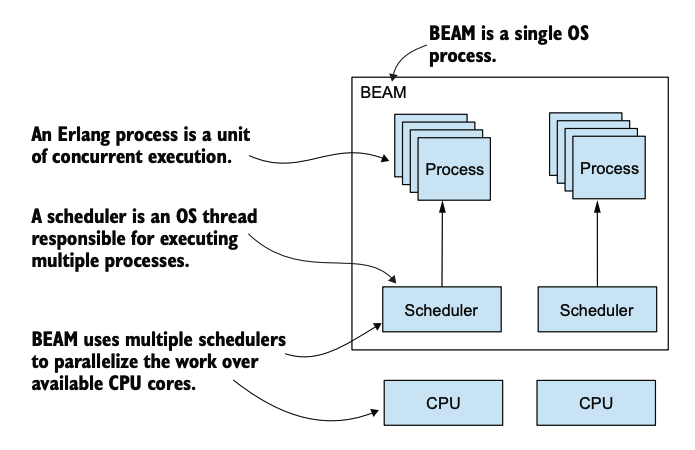 BEAM is a single OS
process.
BEAM
An Erlang process is a unit
of concurrent execution.
Process
Process
A scheduler is an OS thread
responsible for executing
multiple processes.
Scheduler
Scheduler
BEAM uses multiple schedulers
to parallelize the work over
available CPU cores.
CPU
CPU